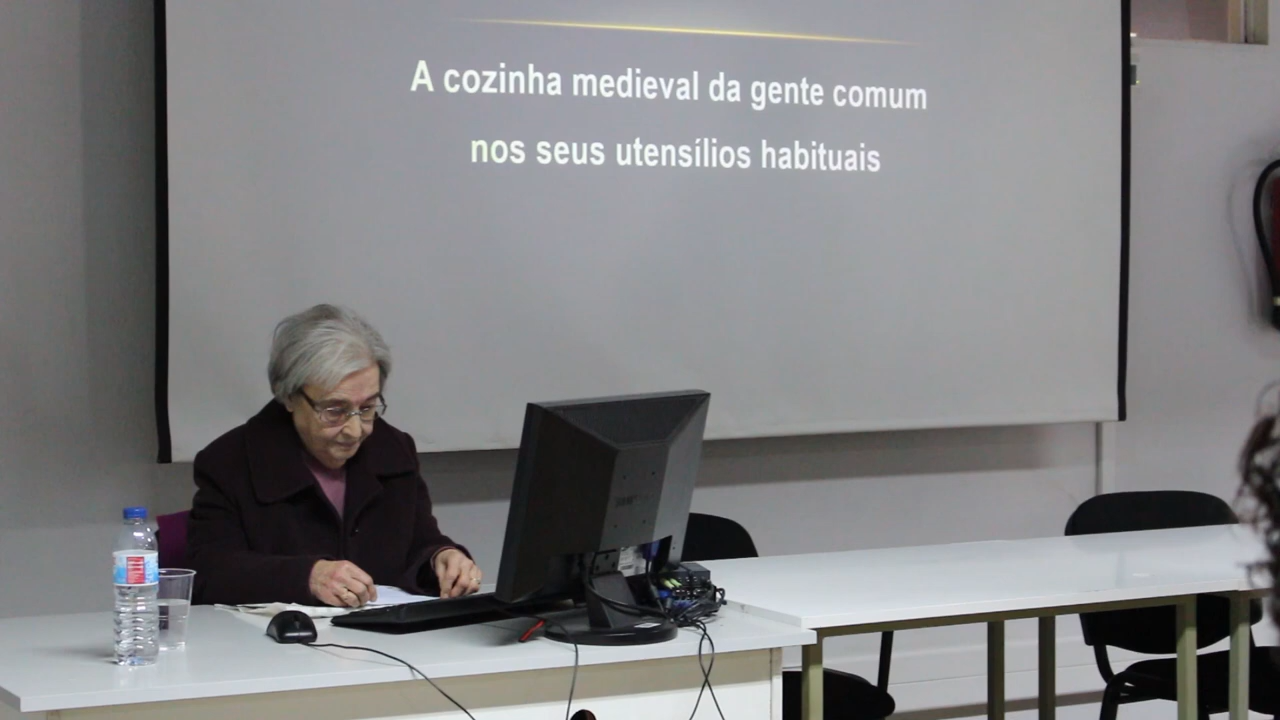 A cozinha medieval da gente comum
nos seus utensílios habituais